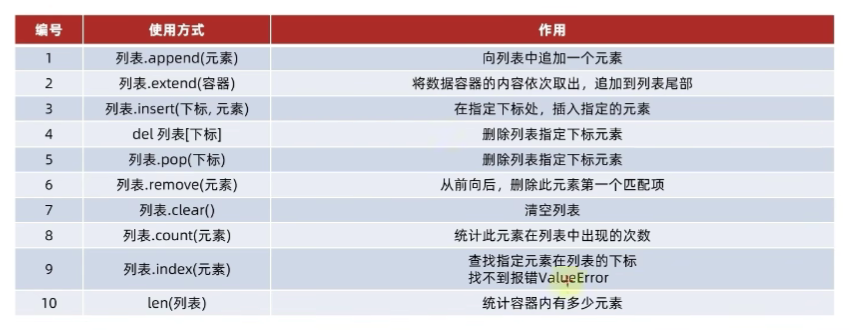 编号 使用方式 作用
1 列表.append(元素) 向列表中追加一个元素
2 列表.extend(容器) 将数据容器的内容依次取出，追加到列表尾部
3 列表.insert(下标, 元素) 在指定下标处，插入指定的元素
4 del 列表[下标] 删除列表指定下标元素
5 列表.pop(下标) 删除列表指定下标元素
6 列表.remove(元素) 从前向后，删除此元素第一个匹配项
7 列表.clear() 清空列表
8 列表.count(元素) 统计此元素在列表中出现的次数
9 列表.index(元素) 查找指定元素在列表的下标
找不到报错ValueError
10 len(列表) 统计容器内有多少元素